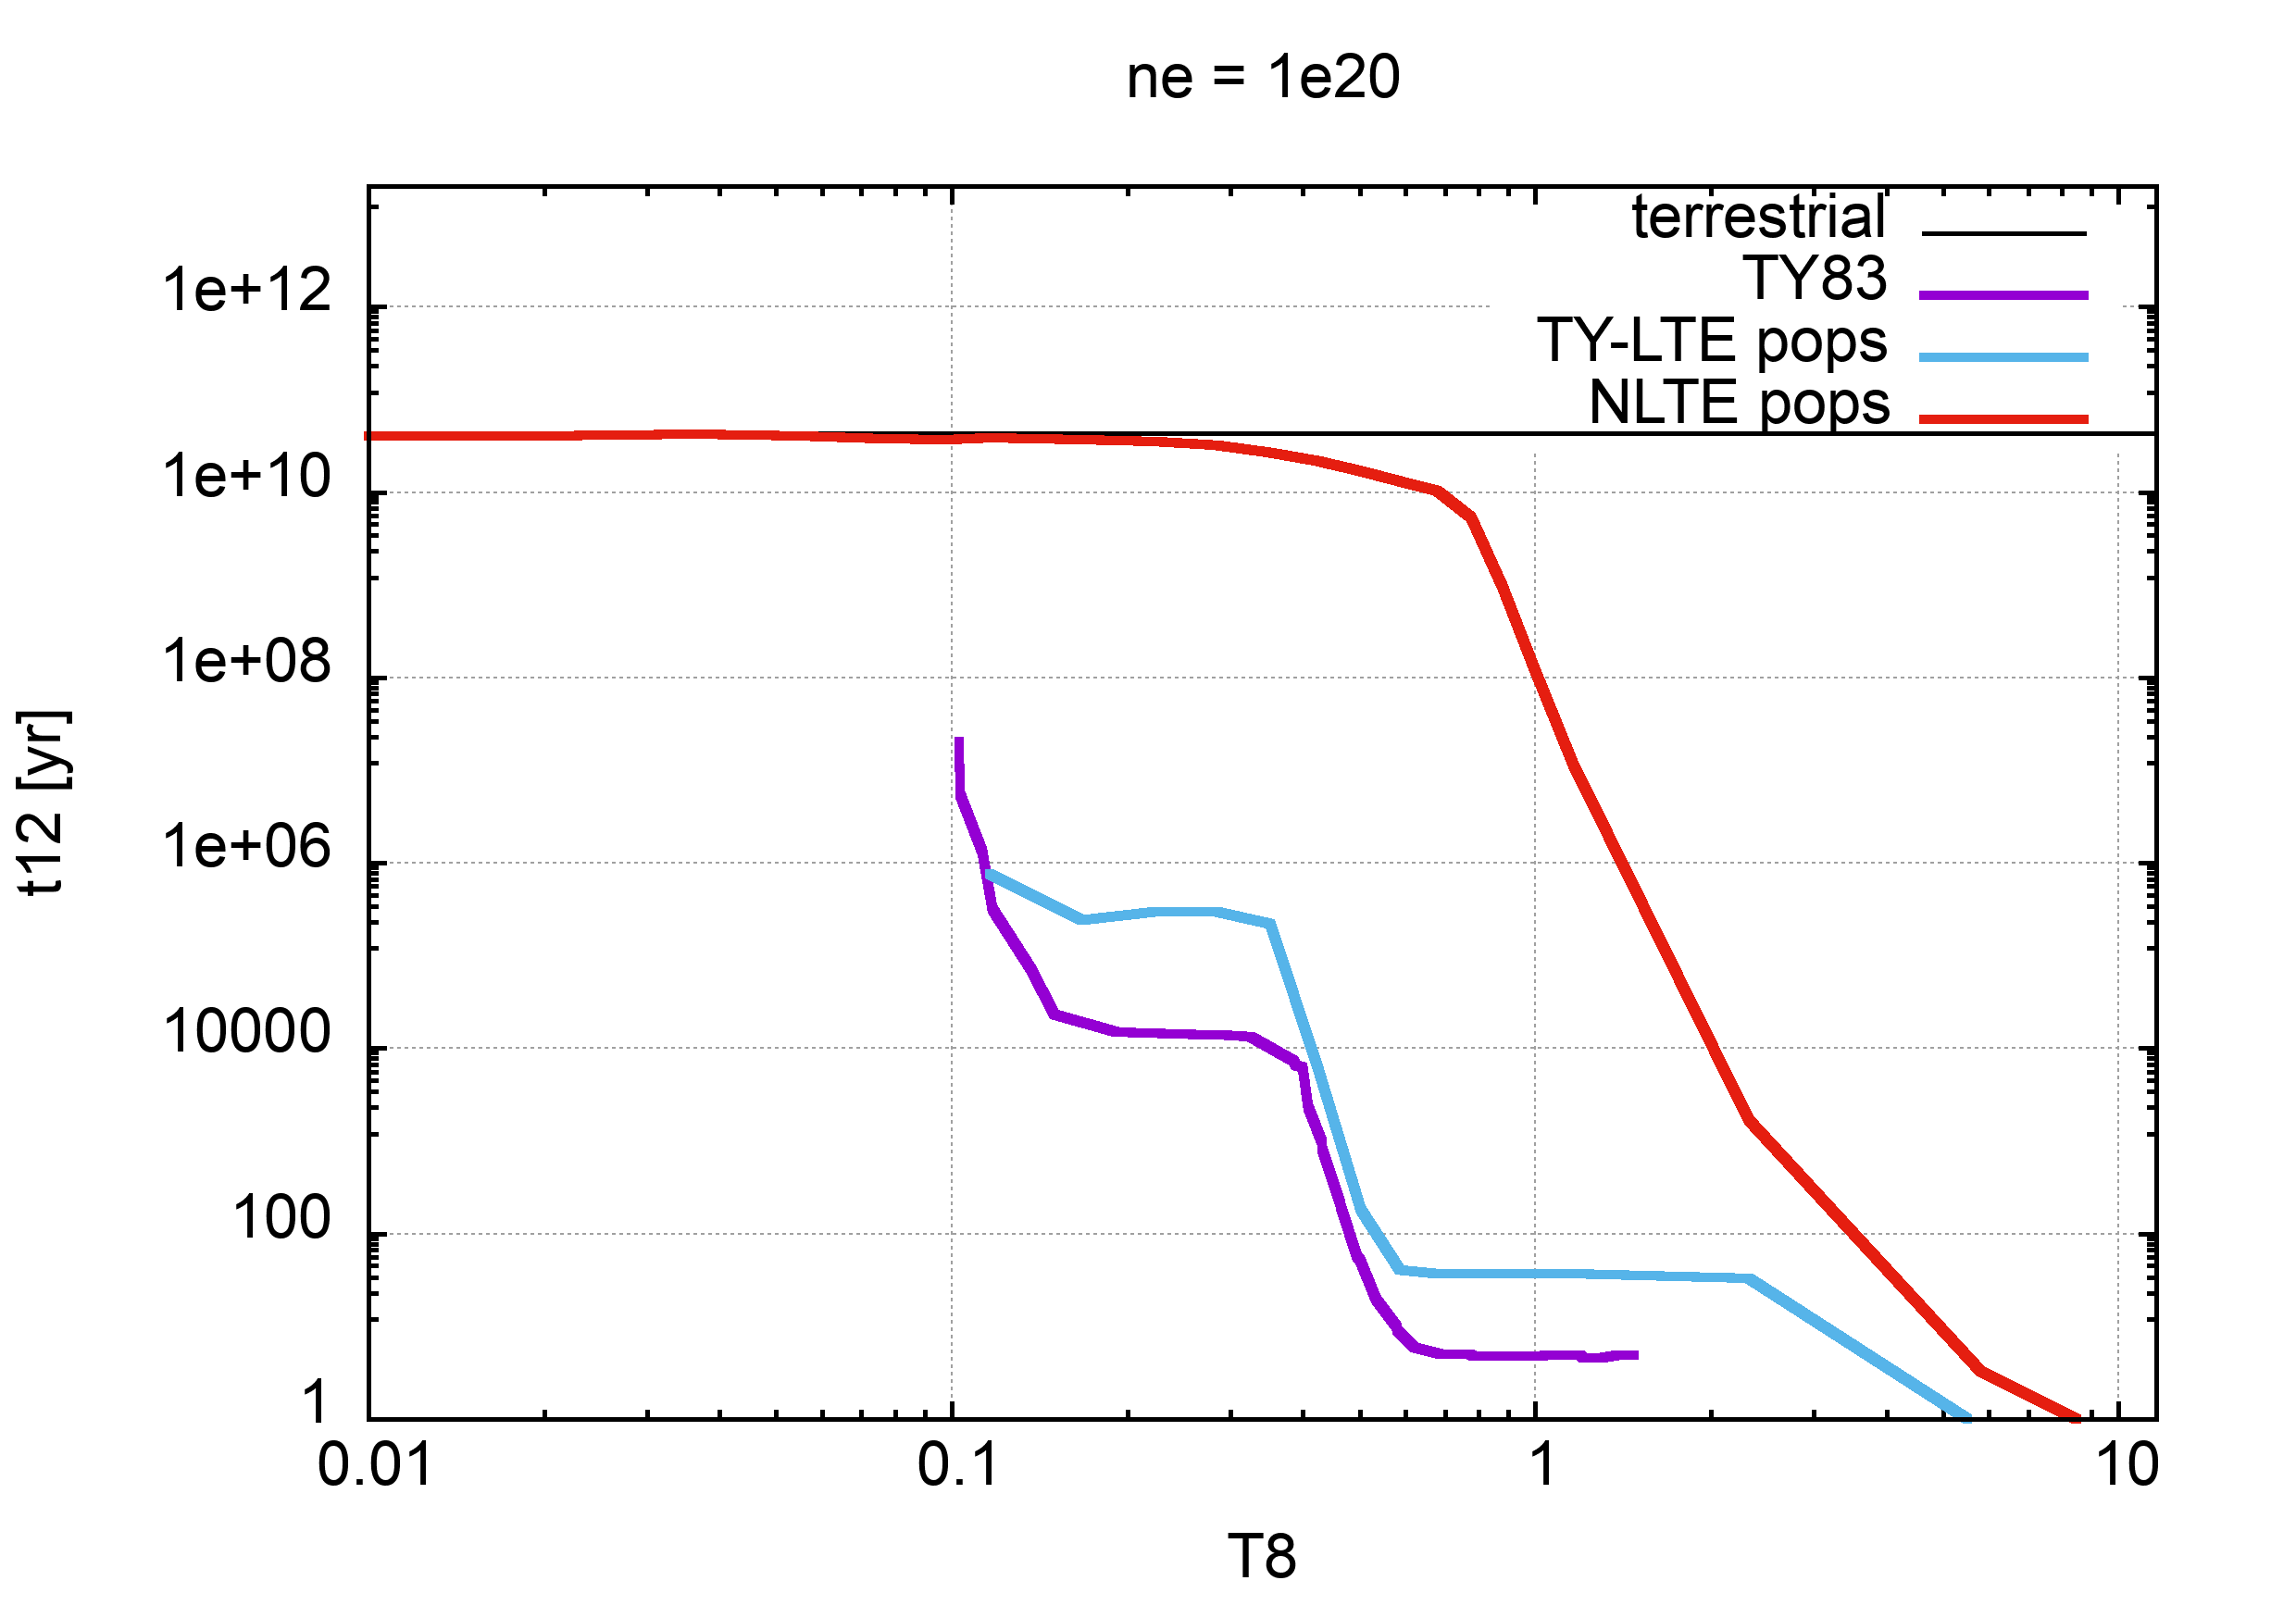 ne = 1e20
terrestrial
TY83
TY-LTE pops
NLTE pops
1e+12
1e+10
1e+08
1e+06
10000
100
1
t12 [yr]
0.01 0.1 1 10
T8